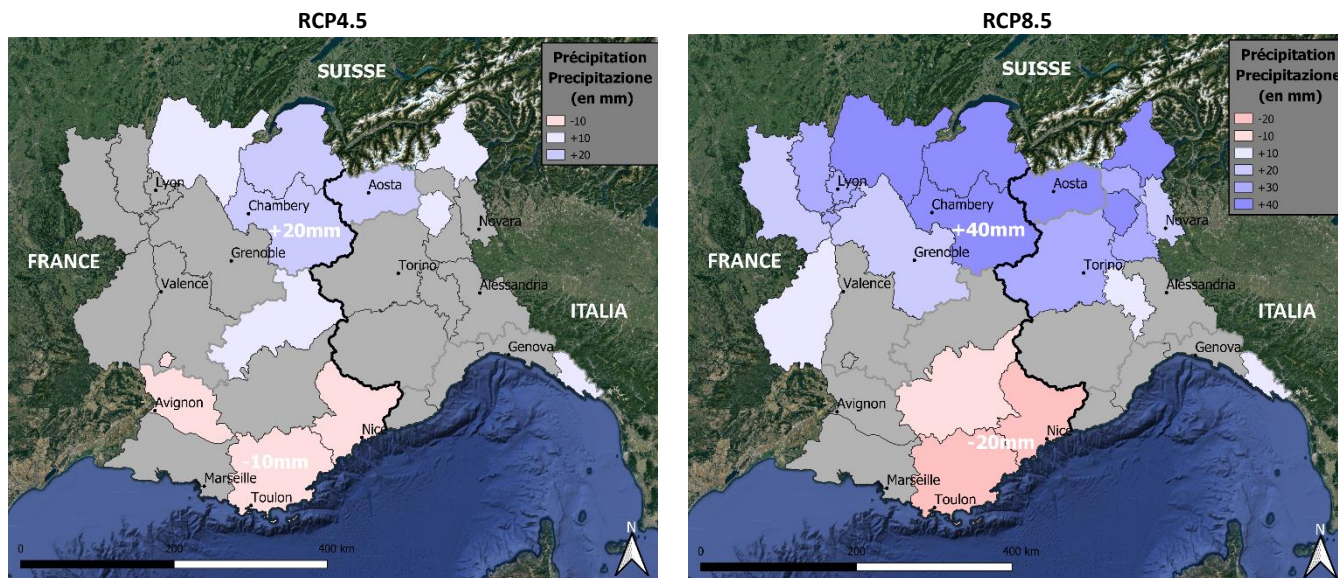 RCP4.5
SUISSE
Précipitation
Precipitazione
(en mm)
-10
+10
+20
Lyon
Aosta
Chambery
+20mm
Novara
Grenoble
FRANCE
Torino
Valence
Alessandria
ITALIA
Genova
Avignon
Nice
-10mm
Marseille
Toulon
N
0
200
400 km
RCP8.5
SUISSE
Précipitation
Precipitazione
(en mm)
-20
-10
+10
+20
+30
+40
Lyon
Aosta
Chambery
+40mm
Novara
Grenoble
FRANCE
Torino
Valence
Alessandria
ITALIA
Genova
Avignon
Nice
-20mm
Marseille
Toulon
N
0
200
400 km